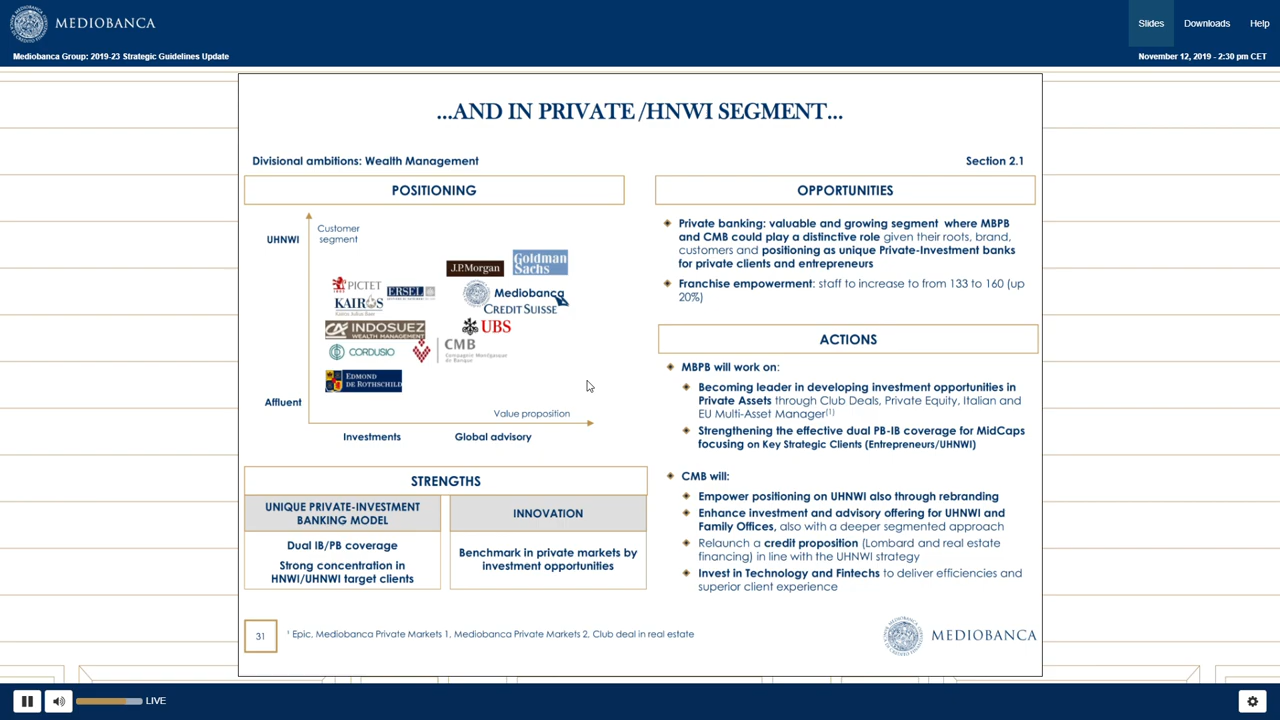 MEDIOBANCA
Slides
Downloads
Help
Mediobanca Group: 2019-23 Strategic Guidelines Update
November 12, 2019 - 2:30 pm CET
...AND IN PRIVATE /HNWI SEGMENT...
Divisional ambitions: Wealth Management
Section 2.1
POSITIONING
Customer
segment
UHNWI
J.P.Morgan
Goldman
Sachs
PICTET
ERSEL
Mediobanca
KAIROS
CREDIT SUISSE
CA INDOSUEZ
WEALTH MANAGEMENT
UBS
CORDUSIO
CMB
Compagnie Monégasque
de Banque
EDMOND
DE ROTHSCHILD
Affluent
Value proposition
Investments
Global advisory
STRENGTHS
UNIQUE PRIVATE-INVESTMENT
BANKING MODEL
INNOVATION
Dual IB/PB coverage
Strong concentration in
HNWI/UHNWI target clients
Benchmark in private markets by
investment opportunities
OPPORTUNITIES
Private banking: valuable and growing segment where MBPB
and CMB could play a distinctive role given their roots, brand,
customers and positioning as unique Private-Investment banks
for private clients and entrepreneurs
Franchise empowerment: staff to increase to from 133 to 160 (up
20%)
ACTIONS
MBPB will work on:
Becoming leader in developing investment opportunities in
Private Assets through Club Deals, Private Equity, Italian and
EU Multi-Asset Manager(1)
Strengthening the effective dual PB-IB coverage for MidCaps
focusing on Key Strategic Clients (Entrepreneurs/UHNWI)
CMB will:
Empower positioning on UHNWI also through rebranding
Enhance investment and advisory offering for UHNWI and
Family Offices, also with a deeper segmented approach
Relaunch a credit proposition (Lombard and real estate
financing) in line with the UHNWI strategy
Invest in Technology and Fintechs to deliver efficiencies and
superior client experience
31
1 Epic, Mediobanca Private Markets 1, Mediobanca Private Markets 2, Club deal in real estate
MEDIOBANCA
LIVE